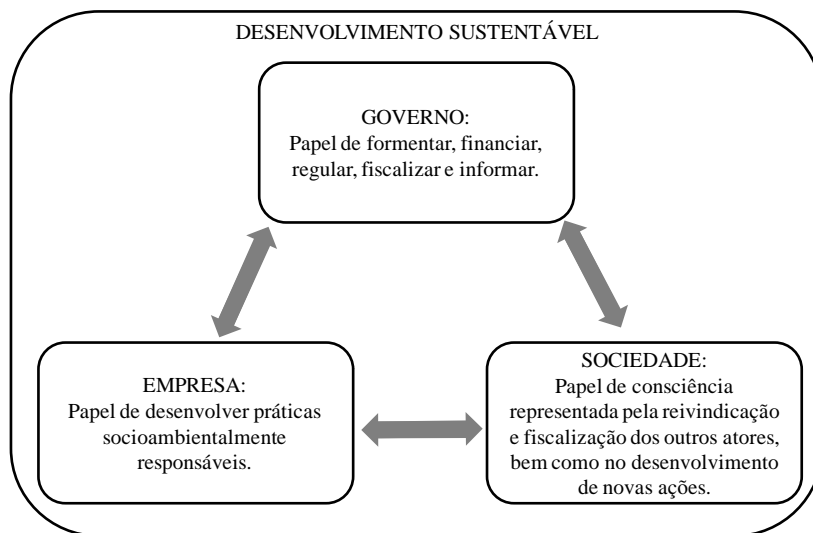 DESENVOLVIMENTO SUSTENTÁVEL
GOVERNO:
Papel de formentar, financiar,
regular, fiscalizar e informar.
EMPRESA:
Papel de desenvolver práticas
socioambientalmente
responsáveis.
SOCIEDADE:
Papel de consciência
representada pela reivindicação
e fiscalização dos outros atores,
bem como no desenvolvimento
de novas ações.